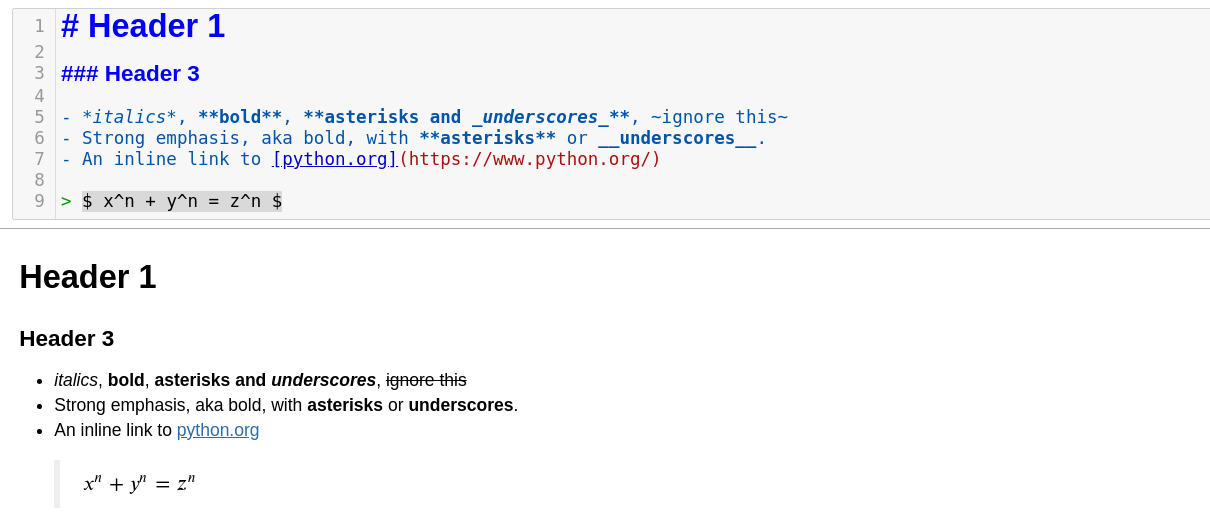 1 # Header 1
2
3 ### Header 3
4
5 - *italics*, **bold**, **asterisks and _underscores_**, ~ignore this~
6 - Strong emphasis, aka bold, with **asterisks** or __underscores__.
7 - An inline link to [python.org](https://www.python.org/)
8
9 > $ x^n + y^n = z^n $
Header 1
Header 3
• italics, bold, asterisks and underscores, ignore this
• Strong emphasis, aka bold, with asterisks or underscores.
• An inline link to python.org
xⁿ + yⁿ = zⁿ